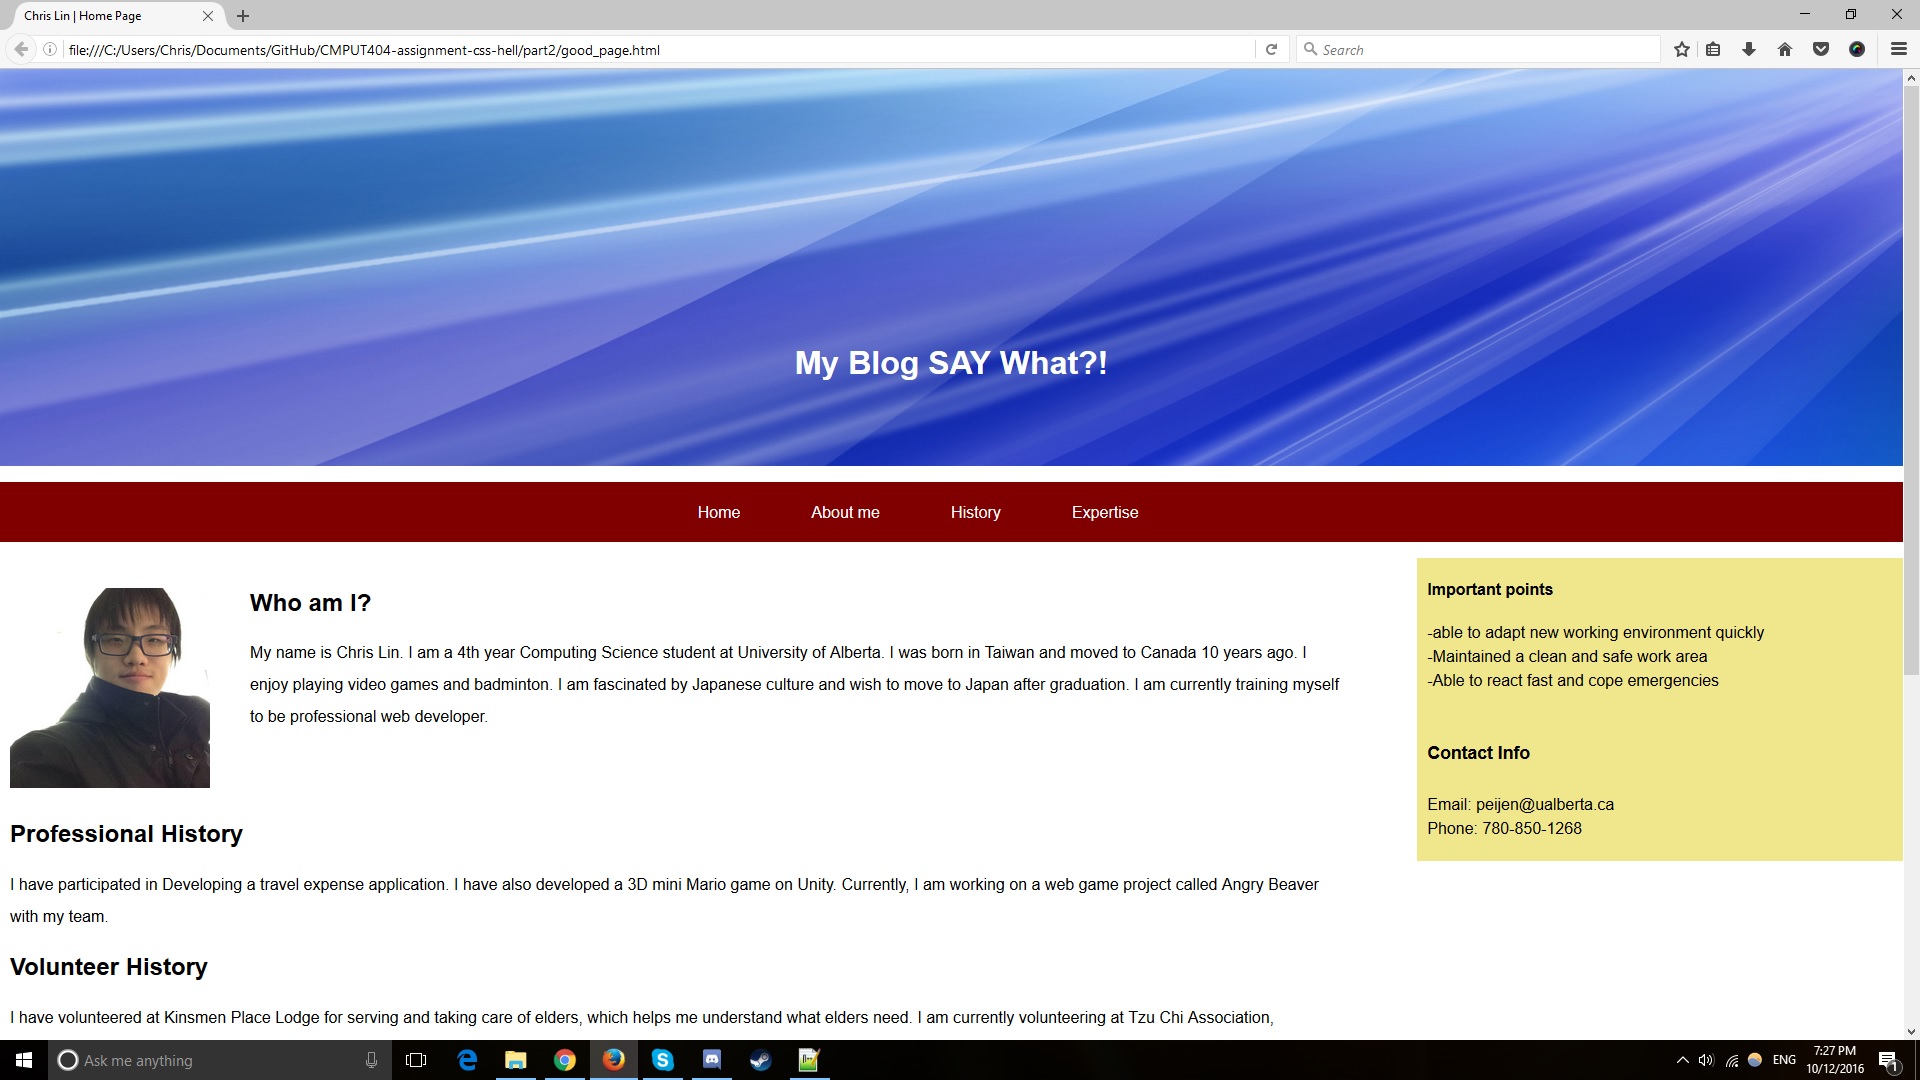 Chris Lin | Home Page
file:///C:/Users/Chris/Documents/GitHub/CMPUT404-assignment-css-hell/part2/good_page.html
Search
My Blog SAY What?!
Home About me History Expertise
Who am I?
My name is Chris Lin. I am a 4th year Computing Science student at University of Alberta. I was born in Taiwan and moved to Canada 10 years ago. I
enjoy playing video games and badminton. I am fascinated by Japanese culture and wish to move to Japan after graduation. I am currently training myself
to be professional web developer.
Professional History
I have participated in Developing a travel expense application. I have also developed a 3D mini Mario game on Unity. Currently, I am working on a web game project called Angry Beaver
with my team.
Volunteer History
I have volunteered at Kinsmen Place Lodge for serving and taking care of elders, which helps me understand what elders need. I am currently volunteering at Tzu Chi Association,
Important points
-able to adapt new working environment quickly
-Maintained a clean and safe work area
-Able to react fast and cope emergencies
Contact Info
Email: peijen@ualberta.ca
Phone: 780-850-1268
Ask me anything
ENG
7:27 PM
10/12/2016
1